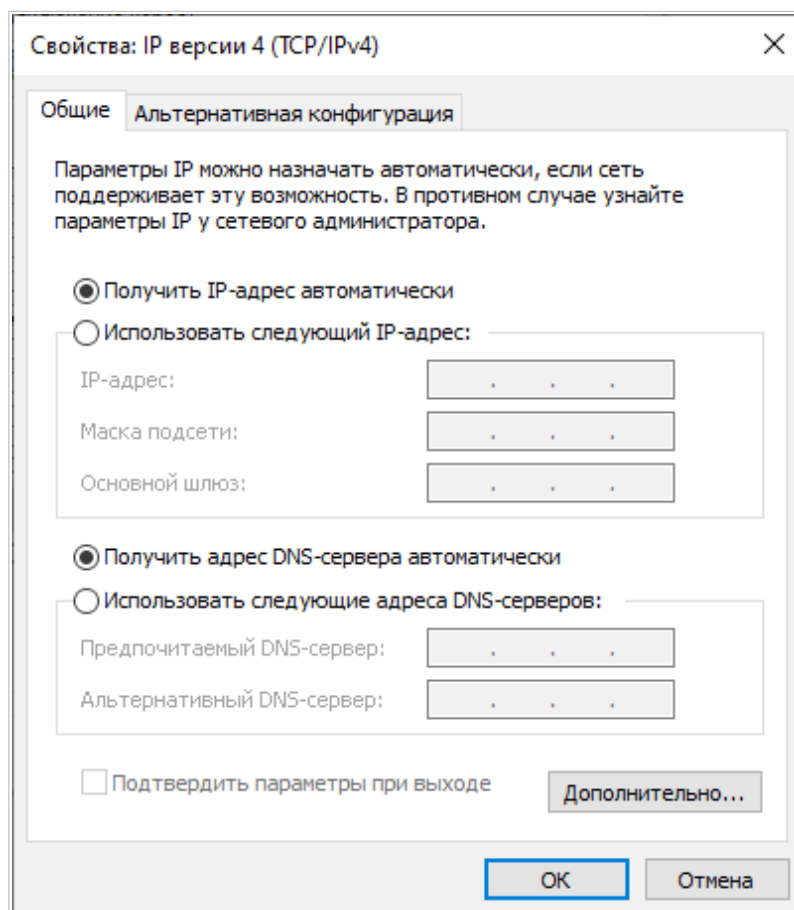 Свойства: IP версии 4 (TCP/IPv4)
Общие
Альтернативная конфигурация
Параметры IP можно назначать автоматически, если сеть
поддерживает эту возможность. В противном случае узнайте
параметры IP у сетевого администратора.
Получить IP-адрес автоматически
Использовать следующий IP-адрес:
IP-адрес:
Маска подсети:
Основной шлюз:
Получить адрес DNS-сервера автоматически
Использовать следующие адреса DNS-серверов:
Предпочитаемый DNS-сервер:
Альтернативный DNS-сервер:
Подтвердить параметры при выходе
Дополнительно...
ОК
Отмена